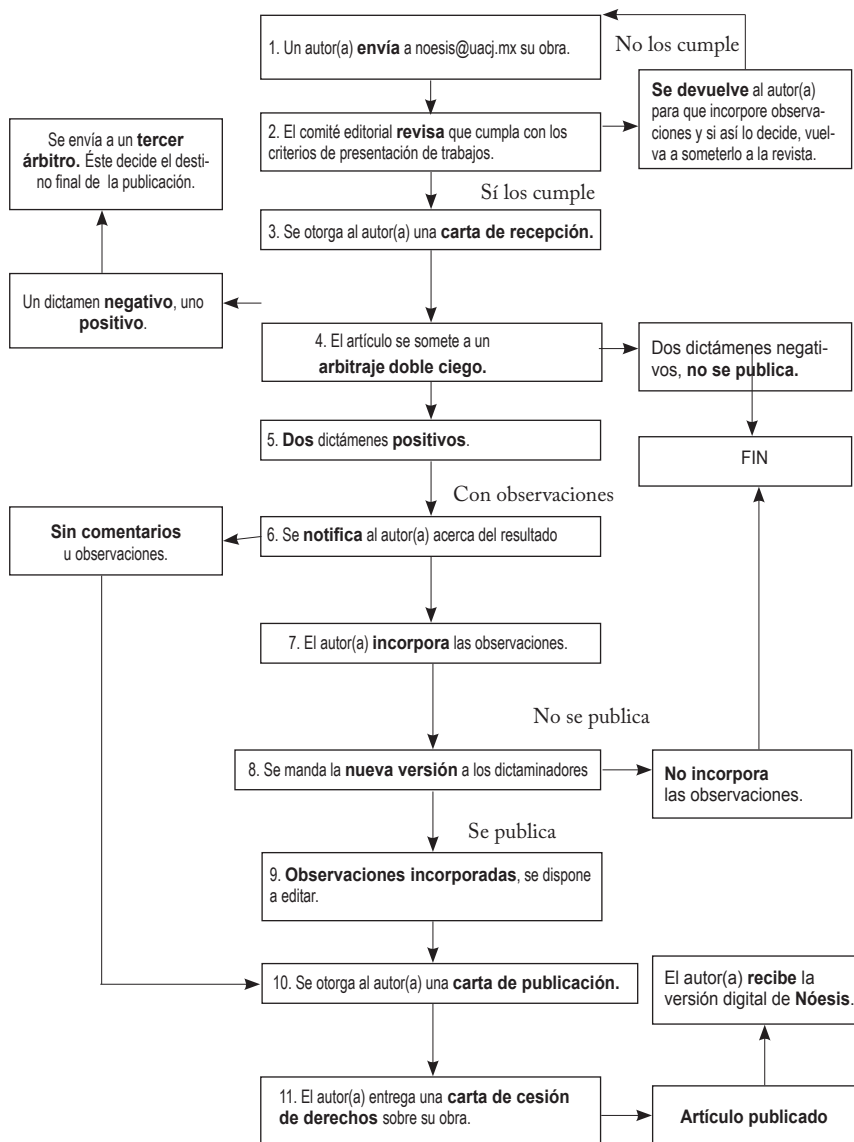 1. Un autor(a) envía a noesis@uacj.mx su obra.
No los cumple
Se devuelve al autor(a)
para que incorpore observa-
ciones y si así lo decide, vuel-
va a someterlo a la revista.
2. El comité editorial revisa que cumpla con los
criterios de presentación de trabajos.
Se envía a un tercer
árbitro. Éste decide el desti-
no final de la publicación.
Sí los cumple
3. Se otorga al autor(a) una carta de recepción.
Un dictamen negativo, uno
positivo.
4. El artículo se somete a un
arbitraje doble ciego.
Dos dictámenes negati-
vos, no se publica.
5. Dos dictámenes positivos.
FIN
Con observaciones
Sin comentarios
u observaciones.
6. Se notifica al autor(a) acerca del resultado
7. El autor(a) incorpora las observaciones.
No se publica
8. Se manda la nueva versión a los dictaminadores
No incorpora
las observaciones.
Se publica
9. Observaciones incorporadas, se dispone
a editar.
10. Se otorga al autor(a) una carta de publicación.
El autor(a) recibe la
versión digital de Nóesis.
11. El autor(a) entrega una carta de cesión
de derechos sobre su obra.
Artículo publicado